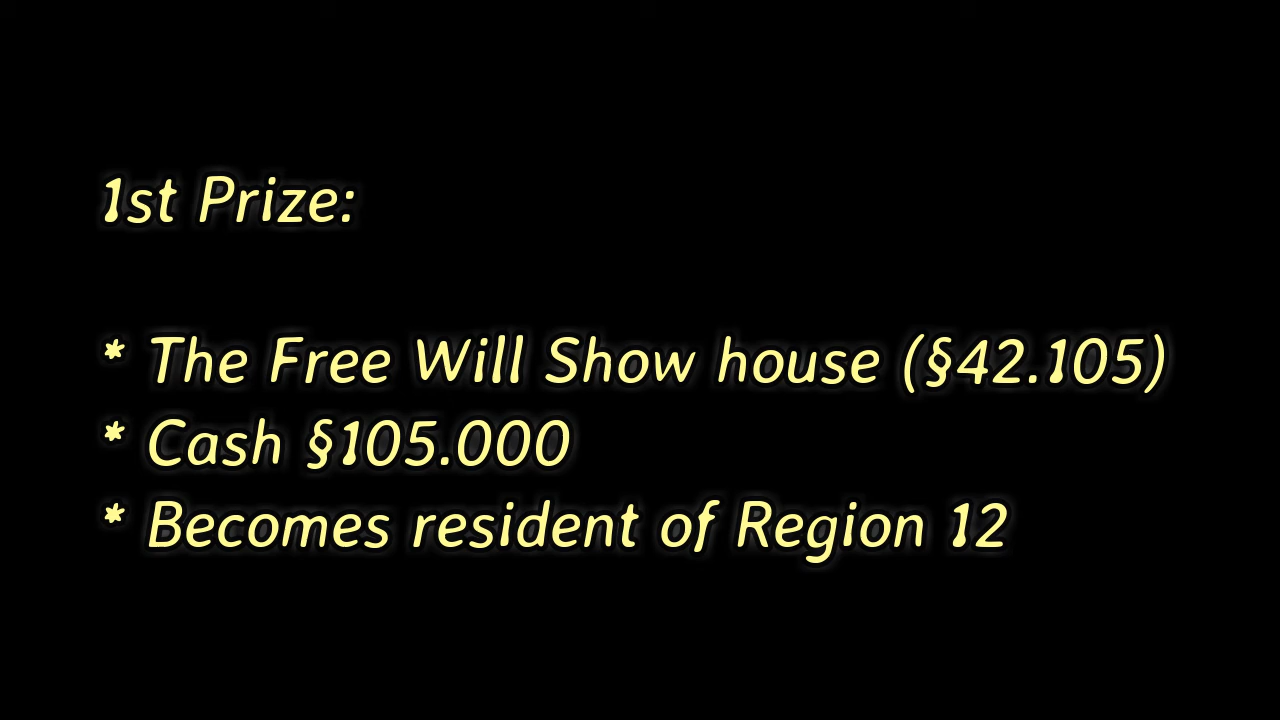 1st Prize:
* The Free Will Show house (§42.105)
* Cash §105.000
* Becomes resident of Region 12